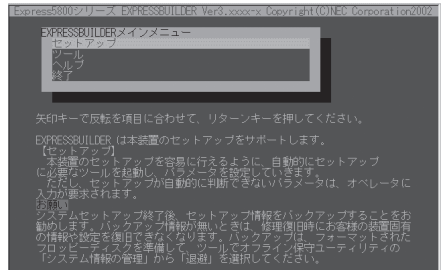 Express5800シリーズ EXPRESSBUILDER Ver3.xxxx-x Copyright(C)NEC Corporation2002
EXPRESSBUILDERメインメニュー
セットアップ
ツール
ヘルプ
終了
矢印キーで反転を項目に合わせて、リターンキーを押してください。
EXPRESSBUILDER は本装置のセットアップをサポートします。
【セットアップ】
本装置のセットアップを容易に行えるように、自動的にセットアップ
に必要なツールを起動し、パラメータを設定していきます。
ただし、セットアップが自動的に判断できないパラメータは、オペレータに
入力が要求されます。
お願い
システムセットアップ終了後、セットアップ情報をバックアップすることをお
勧めします。バックアップ情報が無いときは、修理復旧時にお客様の装置固有
の情報や設定を復旧できなくなります。バックアップは、フォーマットされた
フロッピーディスクを準備して、ツールでオフライン保守ユーティリティの
「システム情報の管理」から「退避」を選択してください。